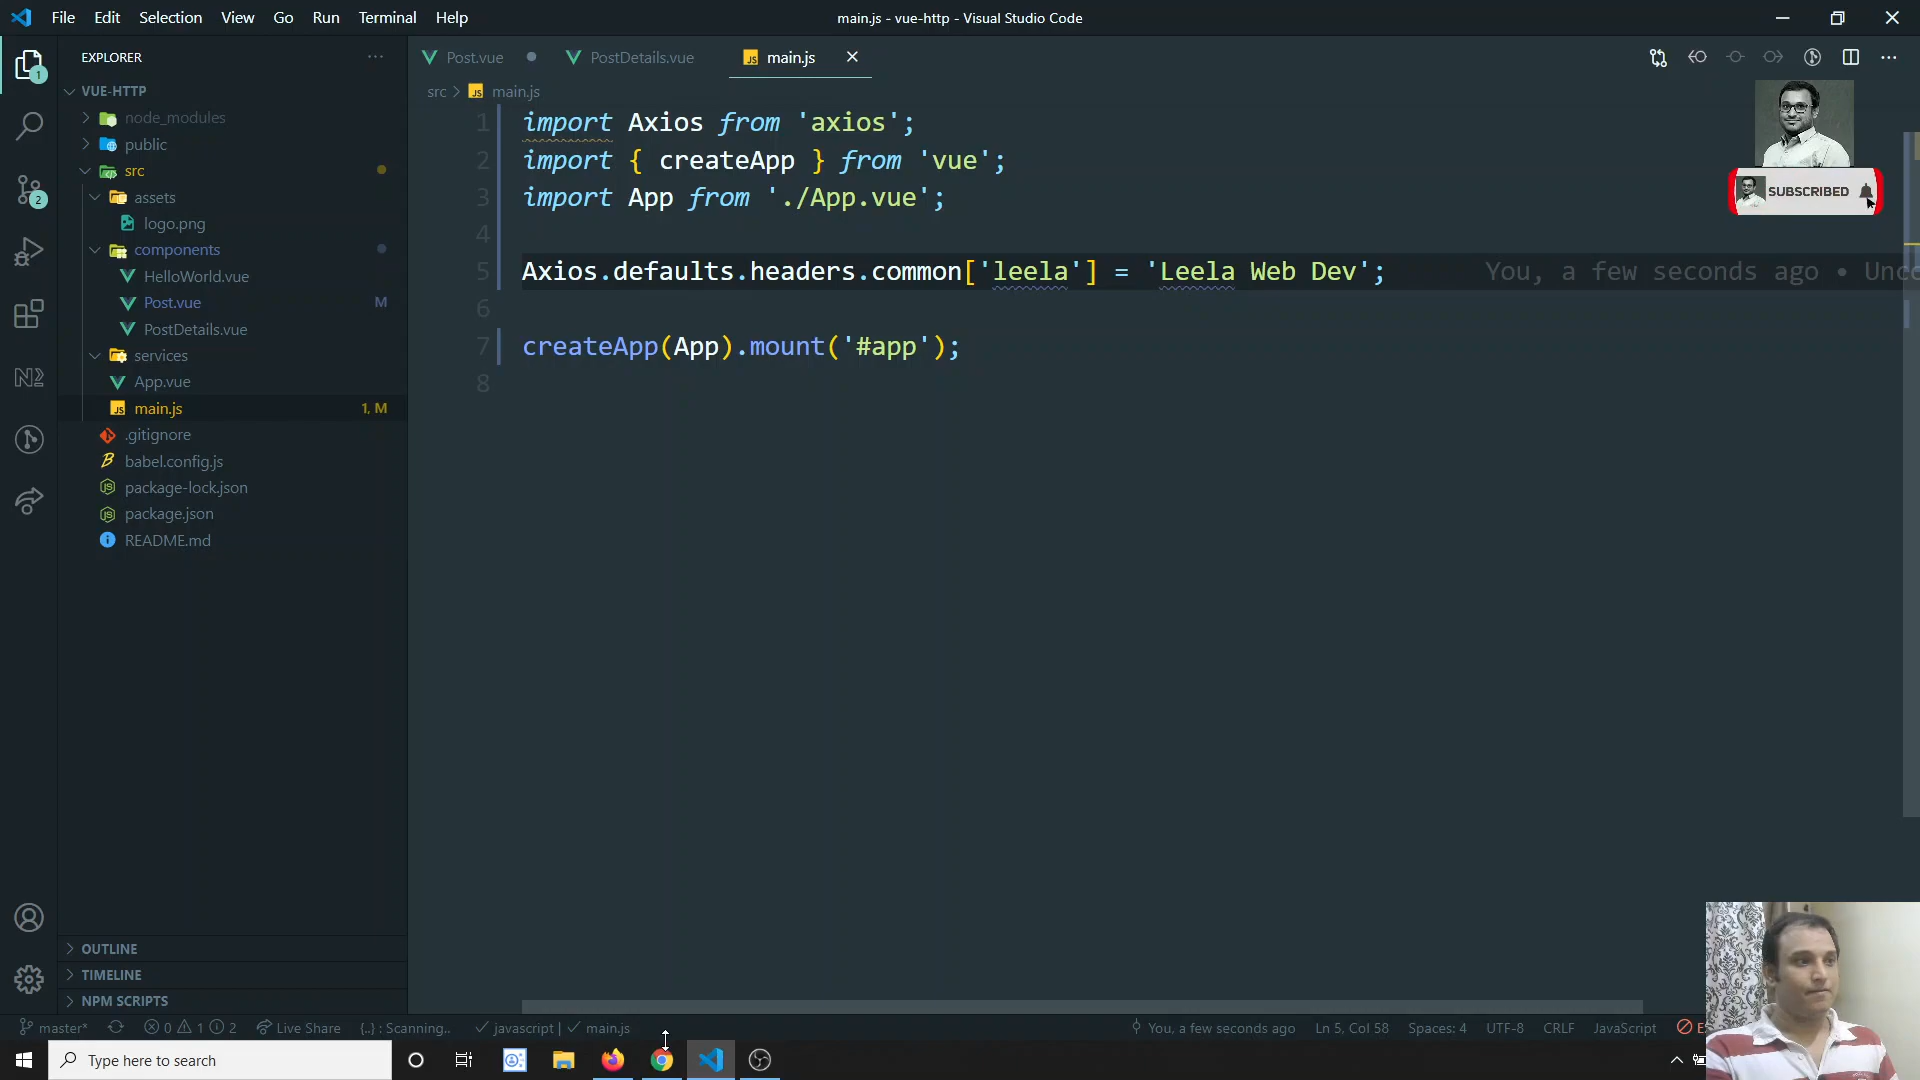 File Edit Selection View Go Run Terminal Help
main.js - vue-http - Visual Studio Code
EXPLORER
Post.vue
PostDetails.vue
main.js
VUE-HTTP
node_modules
public
src
assets
logo.png
components
HelloWorld.vue
Post.vue M
PostDetails.vue
services
App.vue
main.js 1, M
.gitignore
babel.config.js
package-lock.json
package.json
README.md
OUTLINE
TIMELINE
NPM SCRIPTS
1
2
src > main.js
1 import Axios from 'axios';
2 import { createApp } from 'vue';
3 import App from './App.vue';
4
5 Axios.defaults.headers.common['leela'] = 'Leela Web Dev'; You, a few seconds ago • Unco
6
7 createApp(App).mount('#app');
8
SUBSCRIBED
master* 0 1 2 Live Share {..} : Scanning.. javascript | main.js
You, a few seconds ago Ln 5, Col 58 Spaces: 4 UTF-8 CRLF JavaScript
Type here to search